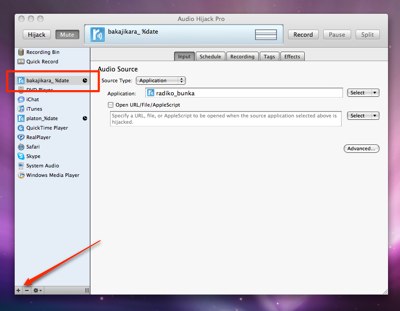 Audio Hijack Pro
Hijack Mute bakajikara_ %date Record Pause Split
Recording Bin
Quick Record
bakajikara_ %date
DVD Player
iChat
iTunes
platon_%date
QuickTime Player
RealPlayer
Safari
Skype
System Audio
Windows Media Player
Input Schedule Recording Tags Effects
Audio Source
Source Type: Application
Application: radiko_bunka Select
Open URL/File/AppleScript
Specify a URL, file, or AppleScript to be opened when the source application selected above is
hijacked. Select
Advanced...